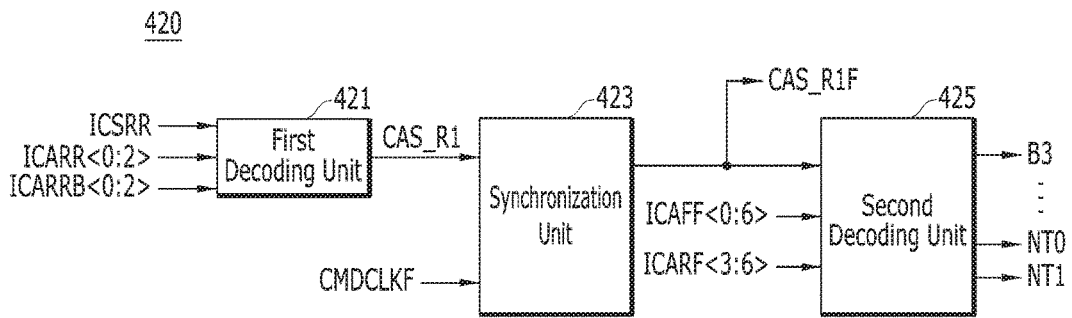 420
421
423
425
CAS_R1F
ICSRR
ICARR<0:2>
ICARRB<0:2>
First
Decoding Unit
CAS_R1
Synchronization
Unit
CMDCLKF
ICAFF<0:6>
ICARF<3:6>
Second
Decoding Unit
B3
NT0
NT1